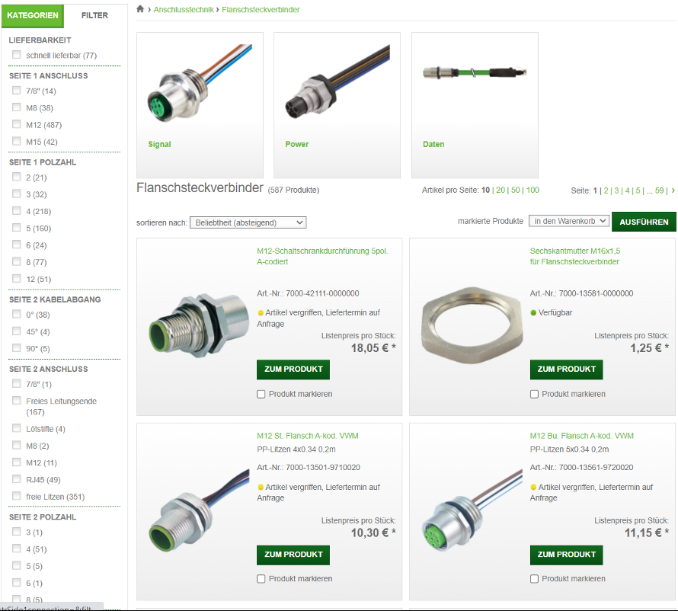 KATEGORIEN
FILTER
LIEFERBARKEIT
schnell lieferbar (77)
SEITE 1 ANSCHLUSS
7/8" (14)
M8 (38)
M12 (487)
M15 (42)
SEITE 1 POLZAHL
2 (21)
3 (32)
4 (218)
5 (160)
6 (24)
8 (77)
12 (51)
SEITE 2 KABELABGANG
0° (38)
45° (4)
90° (5)
SEITE 2 ANSCHLUSS
7/8" (1)
Freies Leitungsende
(167)
Lötstifte (4)
M8 (2)
M12 (11)
RJ45 (49)
freie Litzen (351)
SEITE 2 POLZAHL
3 (1)
4 (51)
5 (5)
6 (1)
8 (5)
› Anschlusstechnik › Flanschsteckverbinder
Signal
Power
Daten
Flanschsteckverbinder (587 Produkte)
Artikel pro Seite: 10 | 20 | 50 | 100
Seite: 1 | 2 | 3 | 4 | 5 | ... 59 | ›
sortieren nach: Beliebtheit (absteigend)
markierte Produkte in den Warenkorb AUSFÜHREN
M12-Schaltschrankdurchführung 5pol.
A-codiert
Art.-Nr.: 7000-42111-0000000
Artikel vergriffen, Liefertermin auf
Anfrage
Listenpreis pro Stück:
18,05 € *
ZUM PRODUKT
Produkt markieren
Sechskantmutter M16x1,5
für Flanschsteckverbinder
Art.-Nr.: 7000-13581-0000000
Verfügbar
Listenpreis pro Stück:
1,25 € *
ZUM PRODUKT
Produkt markieren
M12 St. Flansch A-kod. VWM
PP-Litzen 4x0.34 0,2m
Art.-Nr.: 7000-13501-9710020
Artikel vergriffen, Liefertermin auf
Anfrage
Listenpreis pro Stück:
10,30 € *
ZUM PRODUKT
Produkt markieren
M12 Bu. Flansch A-kod. VWM
PP-Litzen 5x0.34 0,2m
Art.-Nr.: 7000-13561-9720020
Artikel vergriffen, Liefertermin auf
Anfrage
Listenpreis pro Stück:
11,15 € *
ZUM PRODUKT
Produkt markieren